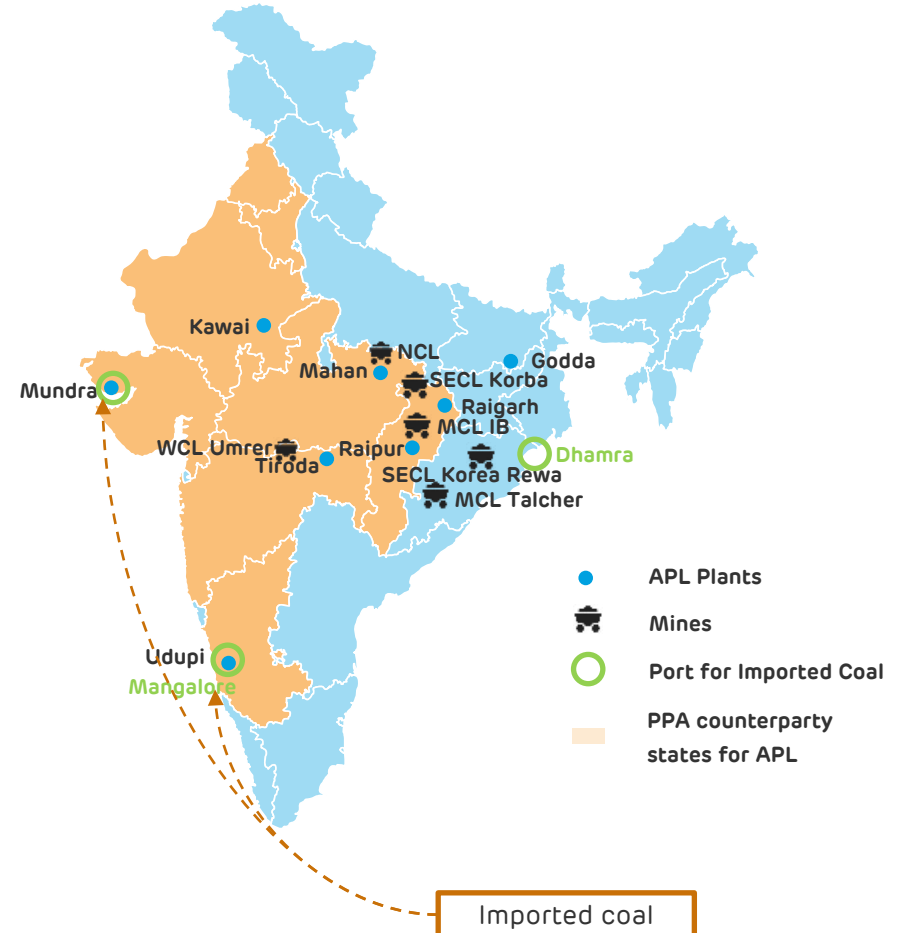 Kawai
NCL
Mahan
Godda
SECL Korba
Mundra
Raigarh
MCL IB
WCL Umrer
Raipur
Dhamra
Tiroda
SECL Korea Rewa
MCL Talcher
APL Plants
Mines
Udupi
Port for Imported Coal
Mangalore
PPA counterparty
states for APL
Imported coal